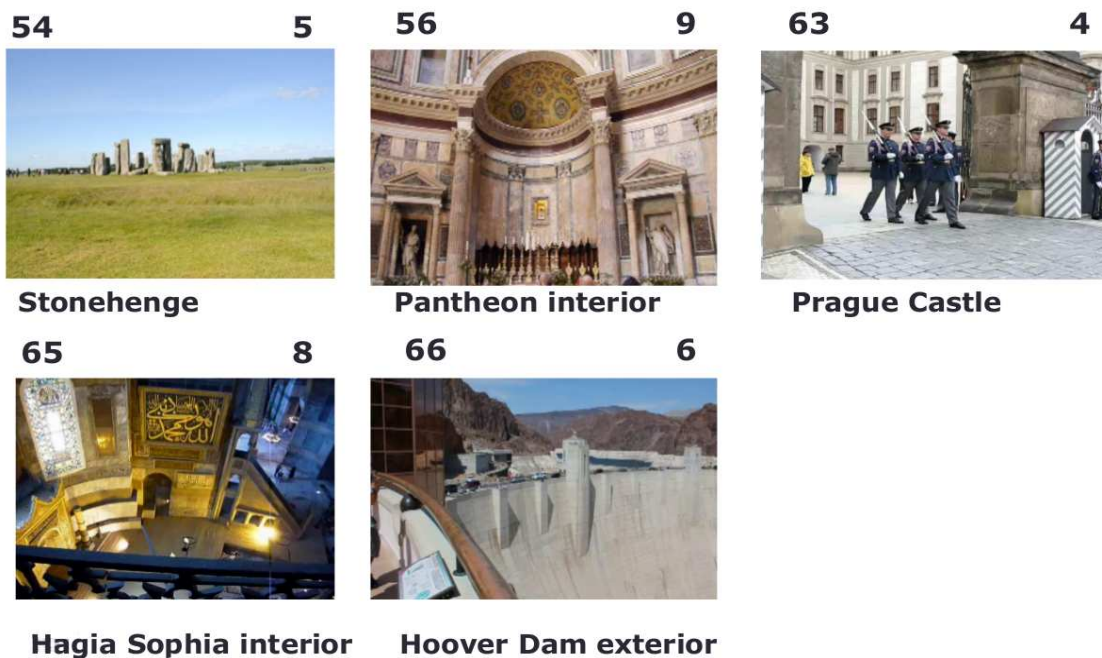 54 5
56 9
63 4
Stonehenge
Pantheon interior
Prague Castle
65 8
66 6
Hagia Sophia interior
Hoover Dam exterior